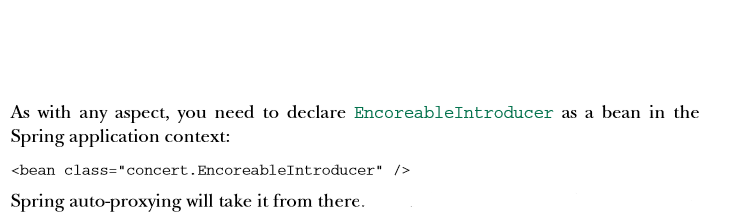 As with any aspect, you need to declare EncoreableIntroducer as a bean in the
Spring application context:
<bean class="concert.EncoreableIntroducer" />
Spring auto-proxying will take it from there.